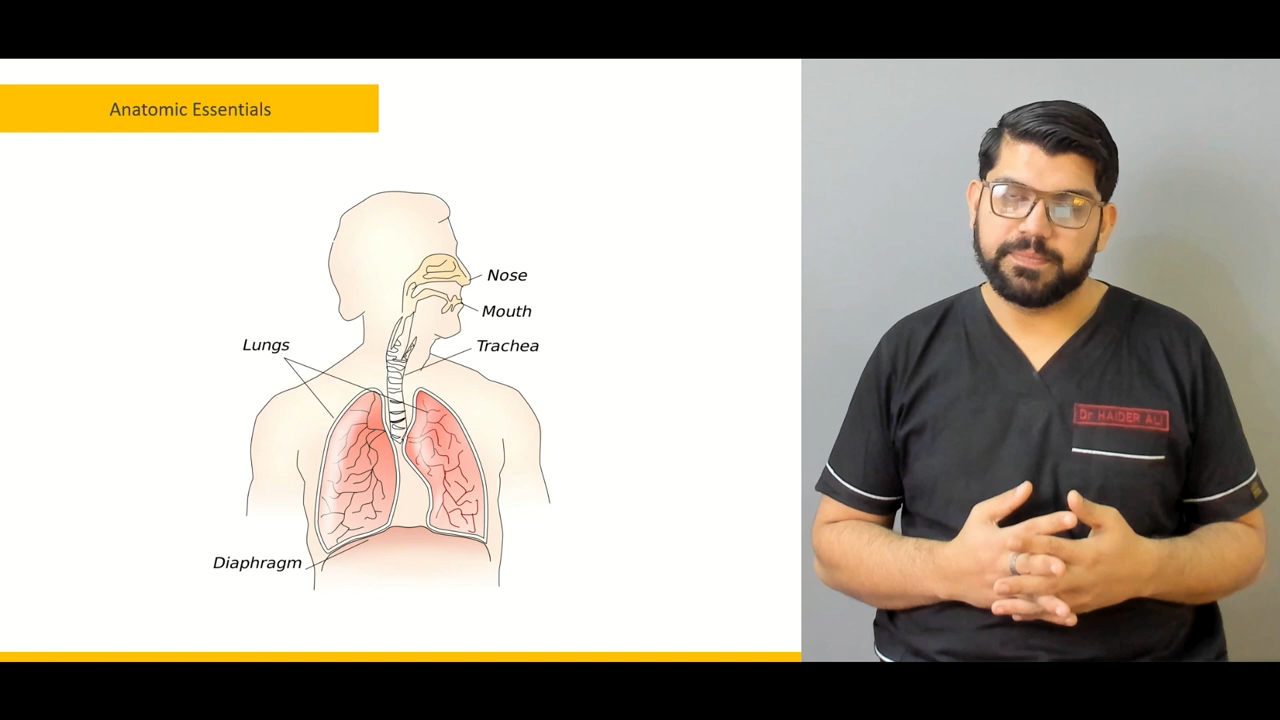 Anatomic Essentials
Nose
Mouth
Trachea
Lungs
Diaphragm
Dr HAIDER ALI